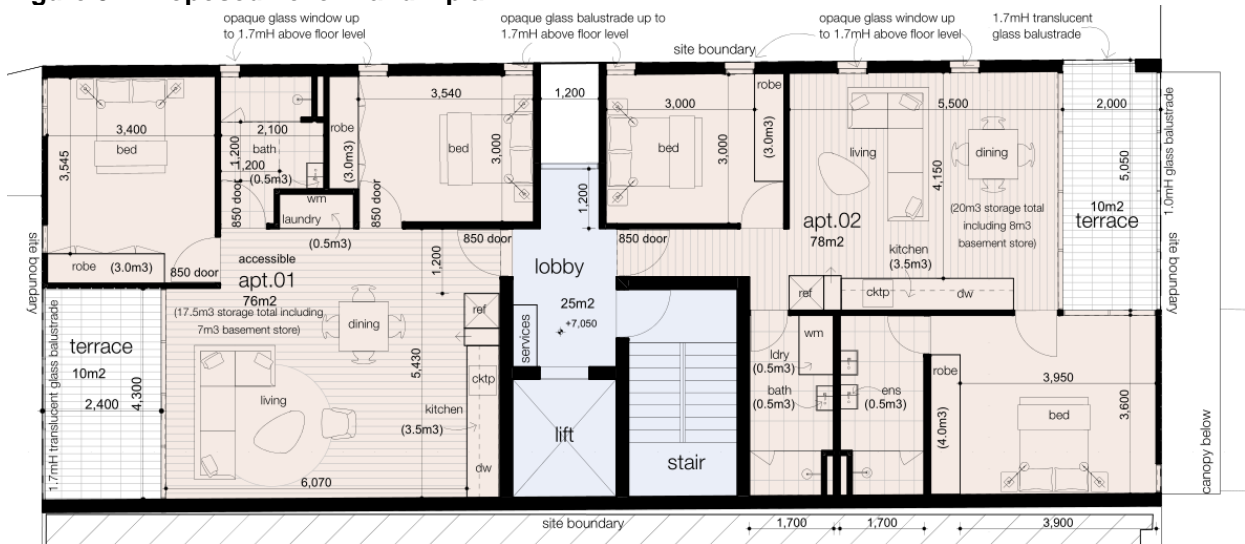 opaque glass window up
to 1.7mH above floor level
opaque glass balustrade up to
1.7mH above floor level
site boundary
opaque glass window up
to 1.7mH above floor level
1.7mH translucent
glass balustrade
3,400
bed
3,545
robe (3.0m3)
850 door
2,100
1,200
bath
1,200
(0.5m3)
850 door
wm
laundry
(0.5m3)
robe
(3.0m3)
850 door
3,540
bed
3,000
1,200
1,200
3,000
bed
3,000
robe
(3.0m3)
5,500
living
dining
4,150
2,000
5,050
10m2
terrace
1.0mH glass balustrade
site boundary
site boundary
accessible
apt.01
76m2
(17.5m3 storage total including
7m3 basement store)
1,200
850 door
850 door
lobby
25m2
+7,050
services
lift
stair
apt.02
78m2
(20m3 storage total
including 8m3
basement store)
kitchen
(3.5m3)
ref
cktp
dw
terrace
10m2
2,400
4,300
1.7mH translucent glass balustrade
dining
living
5,430
6,070
ref
cktp
kitchen
(3.5m3)
dw
wm
ldry
(0.5m3)
bath
(0.5m3)
ens
(0.5m3)
robe
(4.0m3)
3,950
bed
3,600
canopy below
site boundary
1,700
1,700
3,900